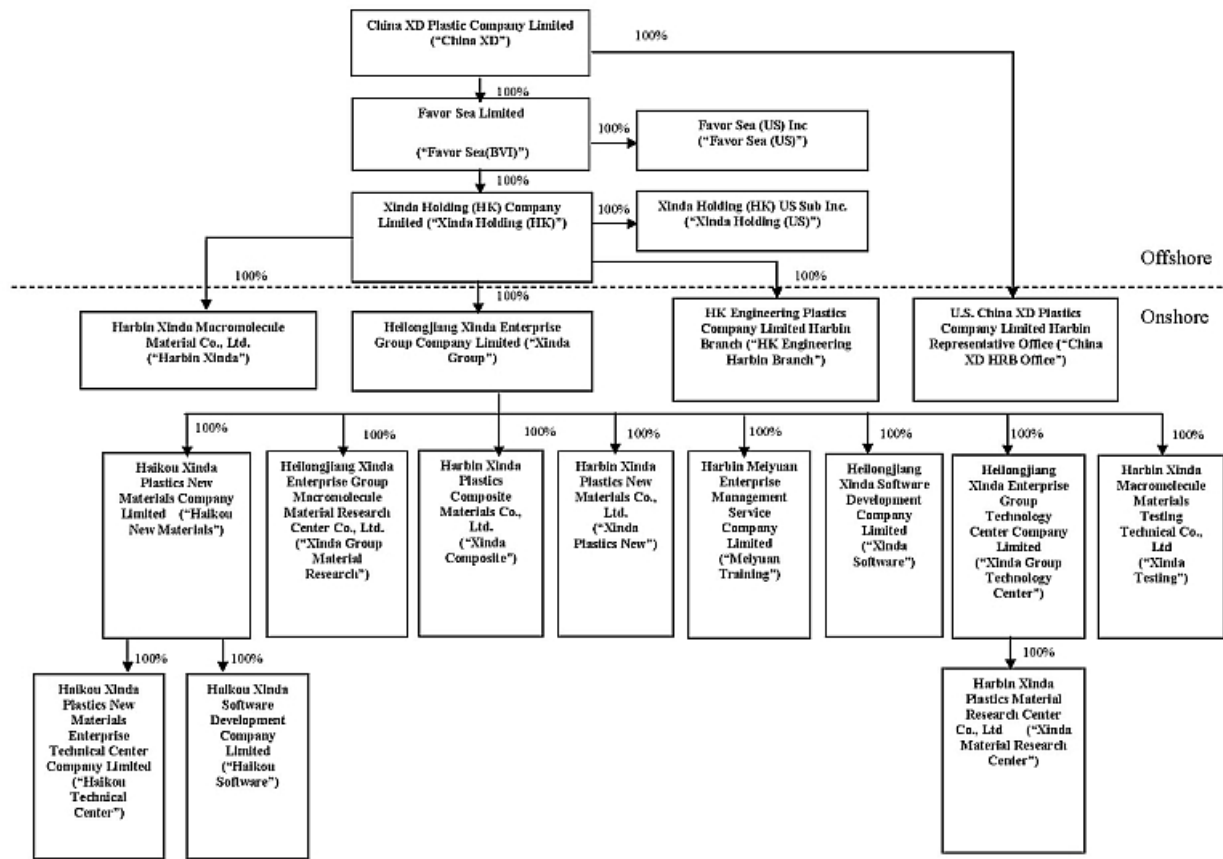 China XD Plastic Company Limited
(“China XD”)
100%
100%
Favor Sea Limited
(“Favor Sea(BVI)”)
100%
Favor Sea (US) Inc
(“Favor Sea (US)”)
100%
Xinda Holding (HK) Company
Limited (“Xinda Holding (HK)”)
100%
Xinda Holding (HK) US Sub Inc.
(“Xinda Holding (US)”)
Offshore
100%
100%
100%
Onshore
Harbin Xinda Macromolecule
Material Co., Ltd.
(“Harbin Xinda”)
Heilongjiang Xinda Enterprise
Group Company Limited (“Xinda
Group”)
HK Engineering Plastics
Company Limited Harbin
Branch (“HK Engineering
Harbin Branch”)
U.S. China XD Plastics
Company Limited Harbin
Representative Office (“China
XD HRB Office”)
100%
100%
100%
100%
100%
100%
100%
100%
Haikou Xinda
Plastics New
Materials Company
Limited (“Haikou
New Materials”)
Heilongjiang Xinda
Enterprise Group
Macromolecule
Material Research
Center Co., Ltd.
(“Xinda Group
Material
Research”)
Harbin Xinda
Plastics
Composite
Materials Co.,
Ltd.
(“Xinda
Composite”)
Harbin Xinda
Plastics New
Materials Co.,
Ltd.
(“Xinda
Plastics New”)
Harbin Meiyuan
Enterprise
Management
Service
Company
Limited
(“Meiyuan
Training”)
Heilongjiang
Xinda Software
Development
Company
Limited
(“Xinda
Software”)
Heilongjiang
Xinda Enterprise
Group
Technology
Center Company
Limited
(“Xinda Group
Technology
Center”)
Harbin Xinda
Macromolecule
Materials
Testing
Technical Co.,
Ltd
(“Xinda
Testing”)
100%
100%
100%
Haikou Xinda
Plastics New
Materials
Enterprise
Technical Center
Company Limited
(“Haikou
Technical
Center”)
Haikou Xinda
Software
Development
Company
Limited
(“Haikou
Software”)
Harbin Xinda
Plastics Material
Research Center
Co., Ltd (“Xinda
Material Research
Center”)